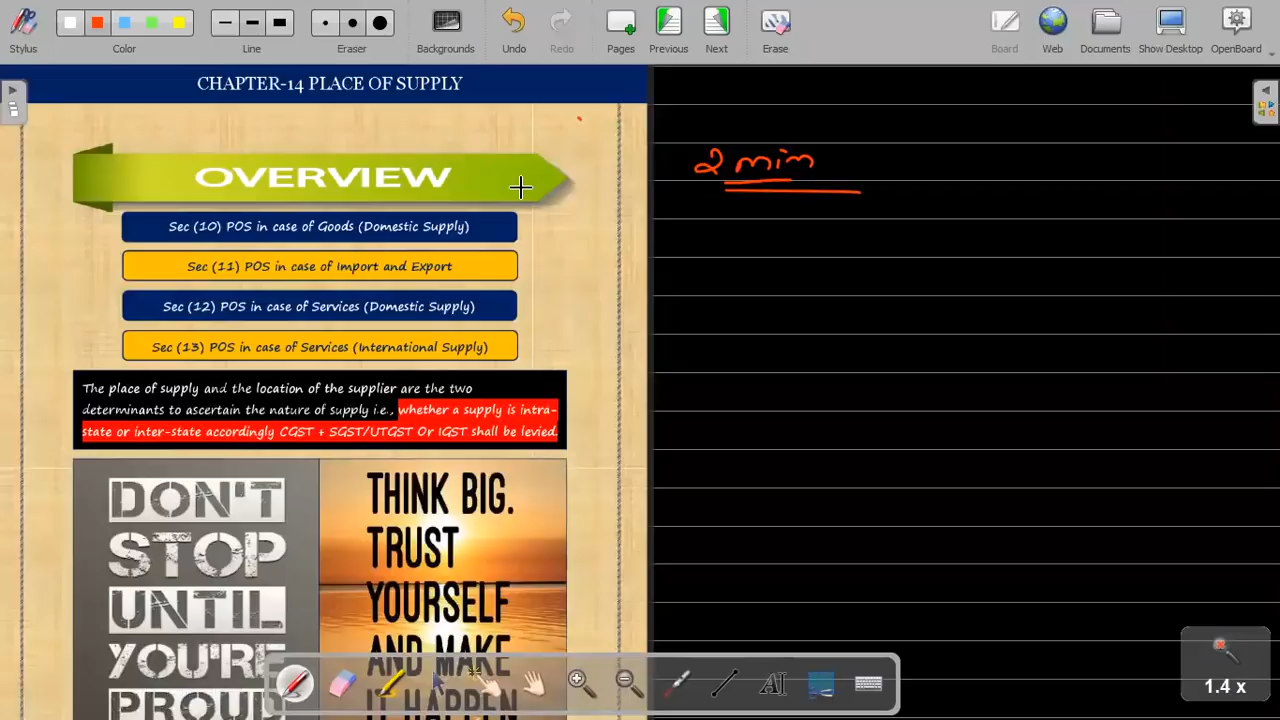 Stylus
Color
Line
Eraser
Backgrounds
Undo
Redo
Pages
Previous
Next
Erase
Board
Web
Documents
Show Desktop
OpenBoard
CHAPTER-14 PLACE OF SUPPLY
OVERVIEW
Sec (10) POS in case of Goods (Domestic Supply)
Sec (11) POS in case of Import and Export
Sec (12) POS in case of Services (Domestic Supply)
Sec (13) POS in case of Services (International Supply)
The place of supply and the location of the supplier are the two
determinants to ascertain the nature of supply i.e., whether a supply is intra-
state or inter-state accordingly CGST + SGST/UTGST Or IGST shall be levied.
DON'T
STOP
UNTIL
YOU'RE
PROUD
THINK BIG.
TRUST
YOURSELF
AND MAKE
IT HAPPEN
2 min
AI
1.4 x